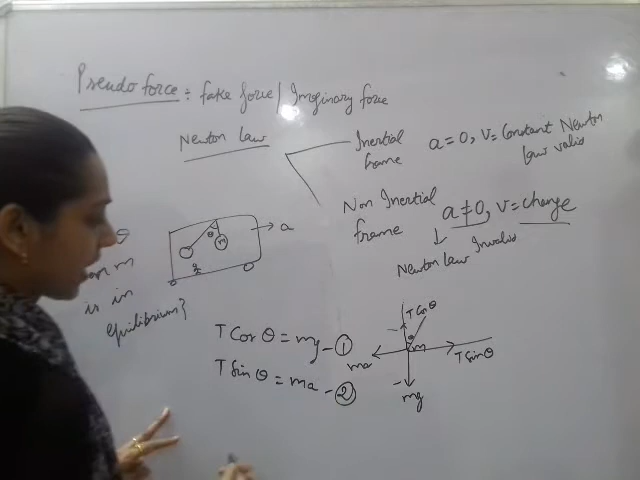 Pseudo force : fake force / Imaginary force
Newton law
Inertial frame
a = 0, v = Constant Newton law valid
Non Inertial frame
a ≠ 0, v = change
Newton law Invalid
θ
m
→ a
m
is in
equilibrium}
T Cos θ = mg - ①
T Sin θ = ma - ②
T Cos θ
θ
m
ma
T Sin θ
mg